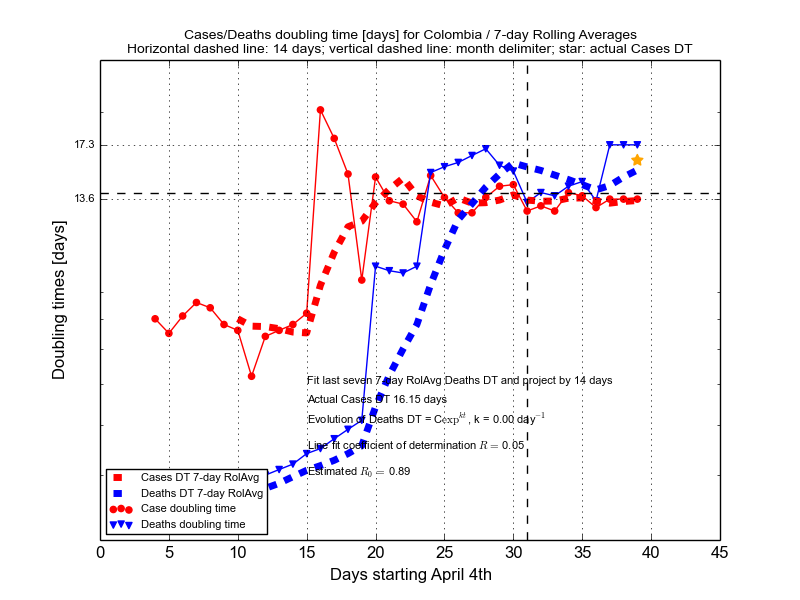 Cases/Deaths doubling time [days] for Colombia / 7-day Rolling Averages
Horizontal dashed line: 14 days; vertical dashed line: month delimiter; star: actual Cases DT
17.3
13.6
Doubling times [days]
Fit last seven 7-day RolAvg Deaths DT and project by 14 days
Actual Cases DT 16.15 days
Evolution of Deaths DT = Cexp^{kt}, k = 0.00 day^{-1}
Line fit coefficient of determination R = 0.05
Estimated R_0 = 0.89
Cases DT 7-day RolAvg
Deaths DT 7-day RolAvg
Case doubling time
Deaths doubling time
0 5 10 15 20 25 30 35 40 45
Days starting April 4th